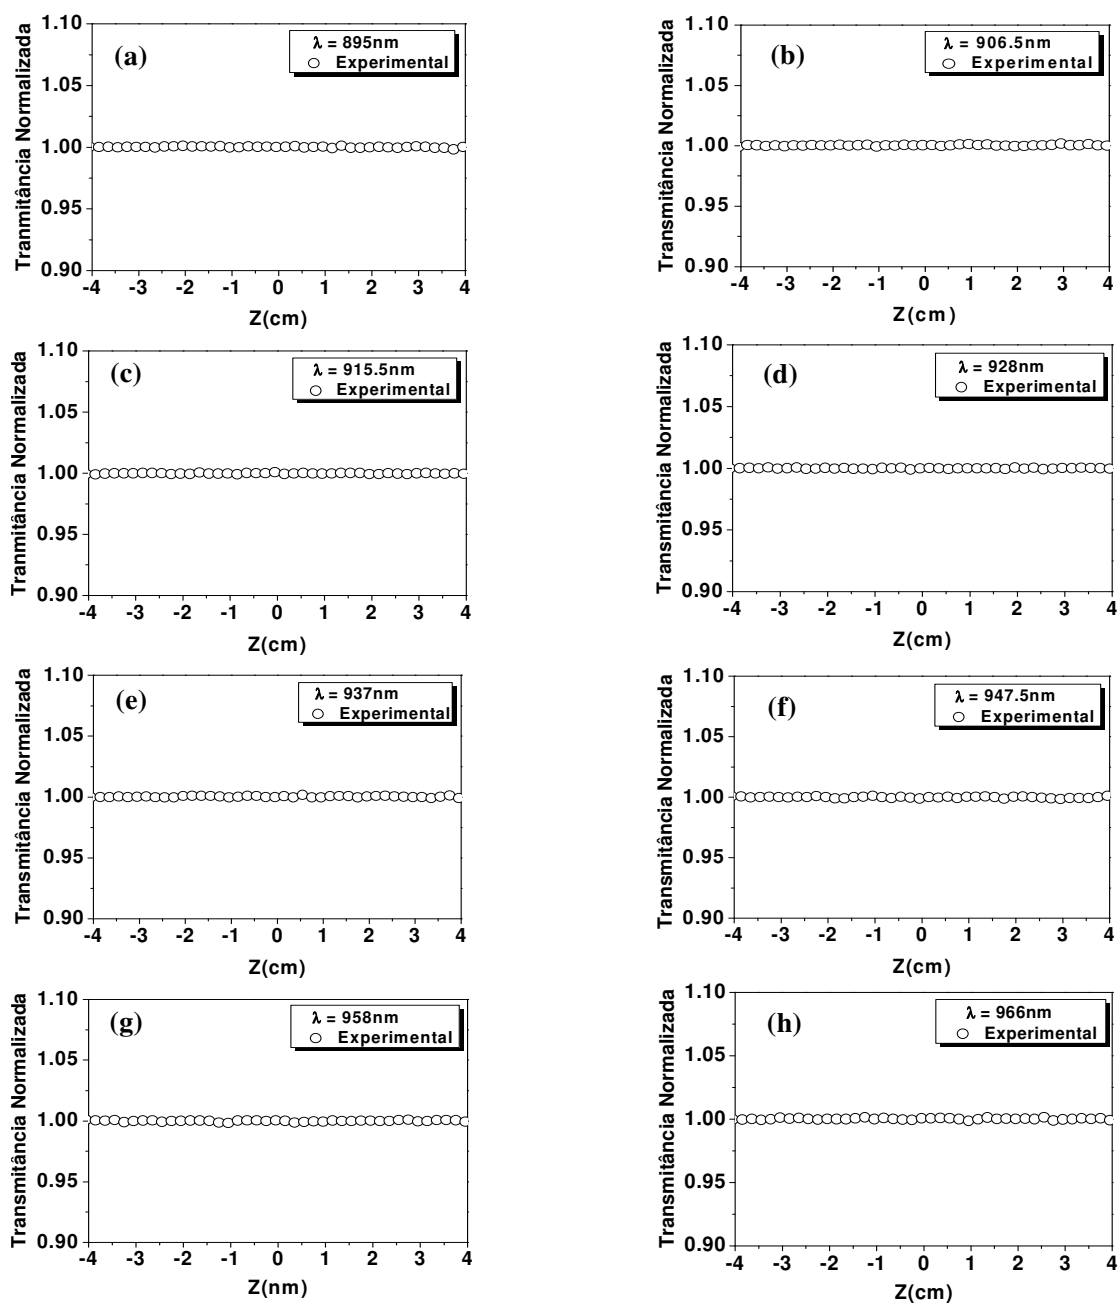 (a)
λ = 895nm
Experimental
Tranmitância Normalizada
1.10
1.05
1.00
0.95
0.90
-4 -3 -2 -1 0 1 2 3 4
Z(cm)
(b)
λ = 906.5nm
Experimental
Transmitância Normalizada
1.10
1.05
1.00
0.95
0.90
-4 -3 -2 -1 0 1 2 3 4
Z(cm)
(c)
λ = 915.5nm
Experimental
Tranmitância Normalizada
1.10
1.05
1.00
0.95
0.90
-4 -3 -2 -1 0 1 2 3 4
Z(cm)
(d)
λ = 928nm
Experimental
Transmitância Normalizada
1.10
1.05
1.00
0.95
0.90
-4 -3 -2 -1 0 1 2 3 4
Z(cm)
(e)
λ = 937nm
Experimental
Transmitância Normalizada
1.10
1.05
1.00
0.95
0.90
-4 -3 -2 -1 0 1 2 3 4
Z(cm)
(f)
λ = 947.5nm
Experimental
Transmitância Normalizada
1.10
1.05
1.00
0.95
0.90
-4 -3 -2 -1 0 1 2 3 4
Z(cm)
(g)
λ = 958nm
Experimental
Transmitância Normalizada
1.10
1.05
1.00
0.95
0.90
-4 -3 -2 -1 0 1 2 3 4
Z(nm)
(h)
λ = 966nm
Experimental
Transmitância Normalizada
1.10
1.05
1.00
0.95
0.90
-4 -3 -2 -1 0 1 2 3 4
Z(cm)